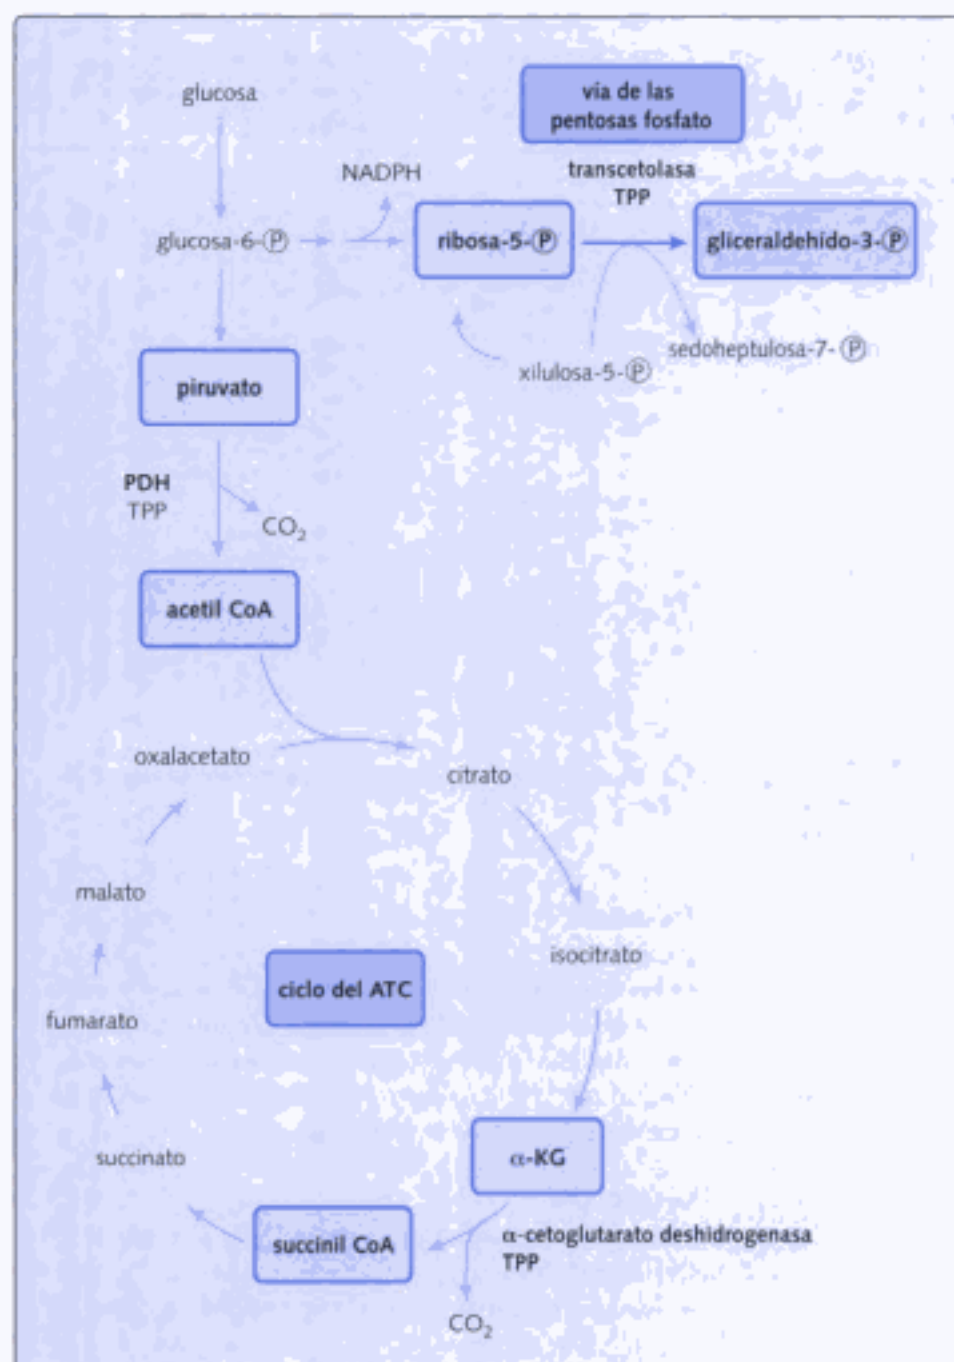 glucosa
vía de las
pentosas fosfato
NADPH
transcetolasa
TPP
glucosa-6-Ⓟ
ribosa-5-Ⓟ
gliceraldehído-3-Ⓟ
xilulosa-5-Ⓟ
sedoheptulosa-7-Ⓟ
piruvato
PDH
TPP
CO₂
acetil CoA
oxalacetato
citrato
malato
isocitrato
ciclo del ATC
fumarato
α-KG
succinato
succinil CoA
α-cetoglutarato deshidrogenasa
TPP
CO₂